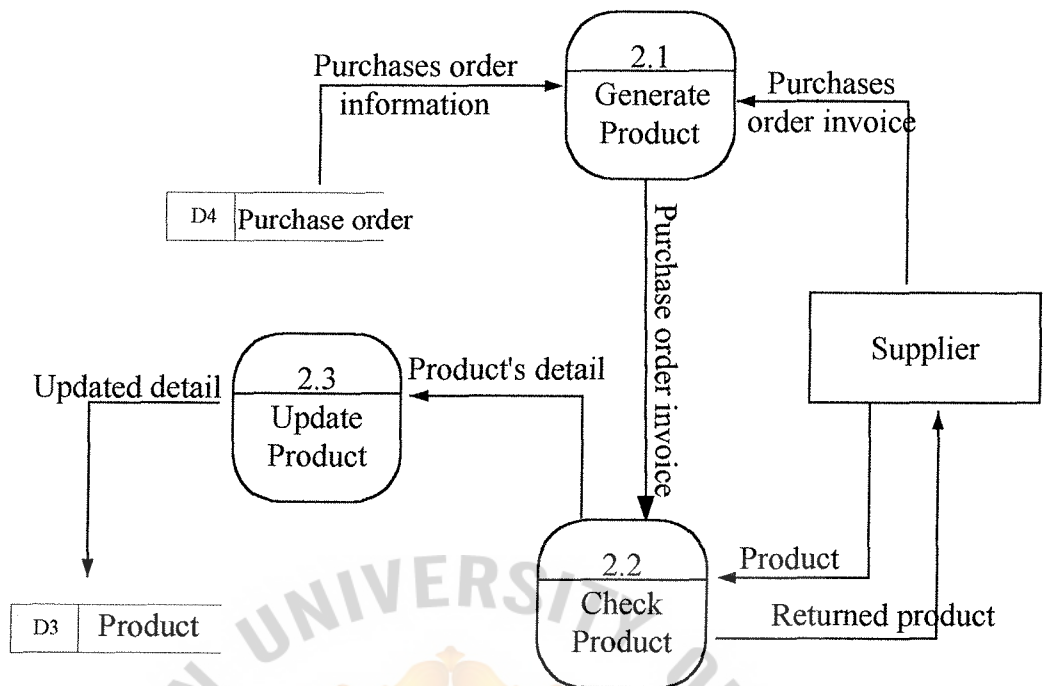 2.1
Generate
Product
Purchases order
information
Purchases
order invoice
D4
Purchase order
Purchase order invoice
Supplier
2.3
Update
Product
Product's detail
Updated detail
2.2
Check
Product
Product
Returned product
D3
Product
UNIVERSITY